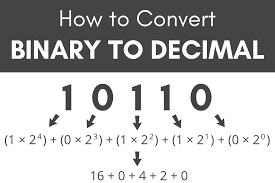 How to Convert
BINARY TO DECIMAL
1 0 1 1 0
(1 × 2⁴) + (0 × 2³) + (1 × 2²) + (1 × 2¹) + (0 × 2⁰)
16 + 0 + 4 + 2 + 0